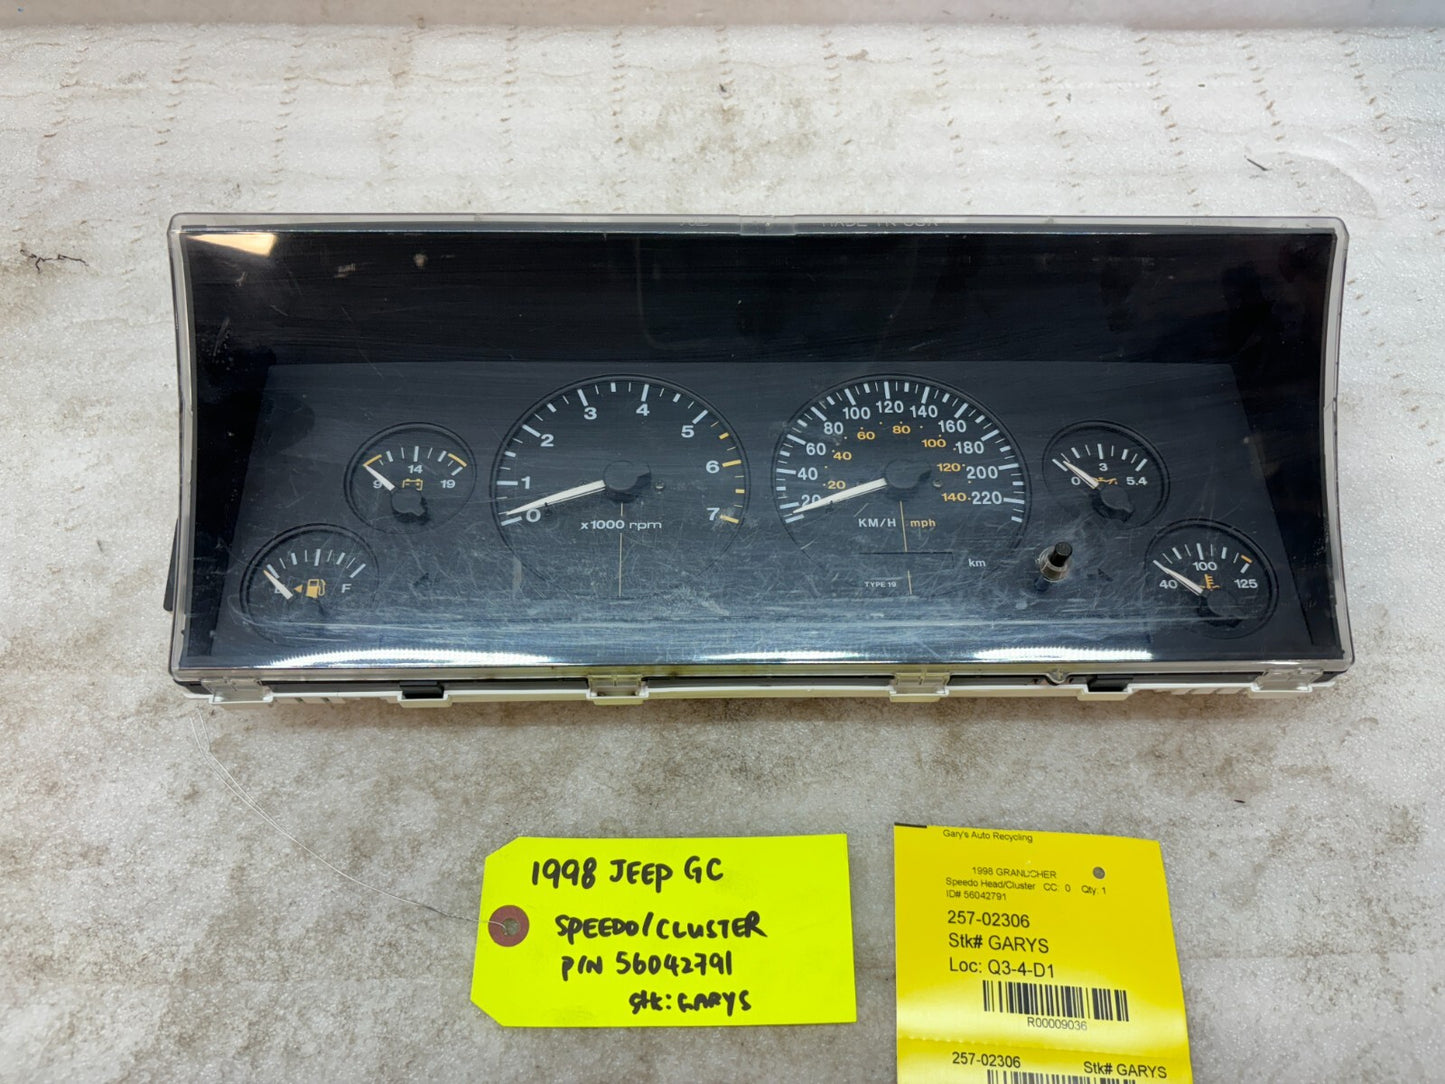 MADE IN USA
9 14 19
0 1 2 3 4 5 6 7
x1000 rpm
20 40 60 80 100 120 140 160 180 200 220
20 40 60 80 100 120 140
KM/H mph
km
TYPE 19
0 3 5.4
F
40 100 125
1998 JEEP GC
SPEEDO/CLUSTER
P/N 56042791
Stk: GARYS
Gary's Auto Recycling
1998 GRANDCHER
Speedo Head/Cluster CC: 0 Qty: 1
ID# 56042791
257-02306
Stk# GARYS
Loc: Q3-4-D1
R00009036
257-02306 Stk# GARYS